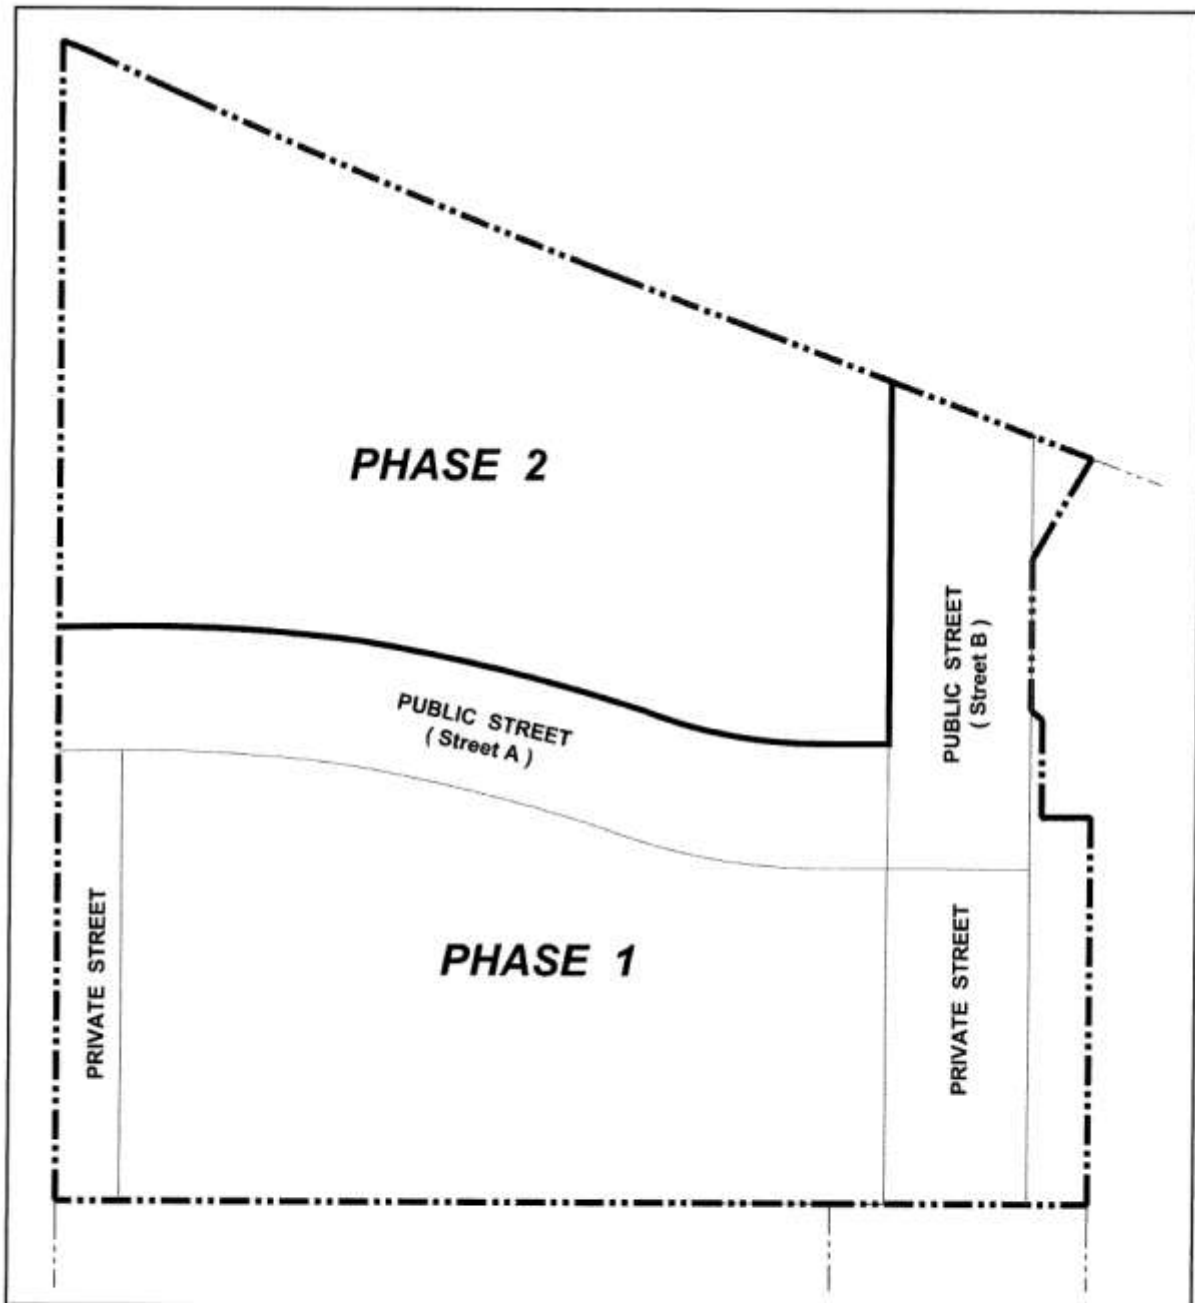 PHASE 2
PUBLIC STREET
( Street B )
PUBLIC STREET
( Street A )
PRIVATE STREET
PHASE 1
PRIVATE STREET